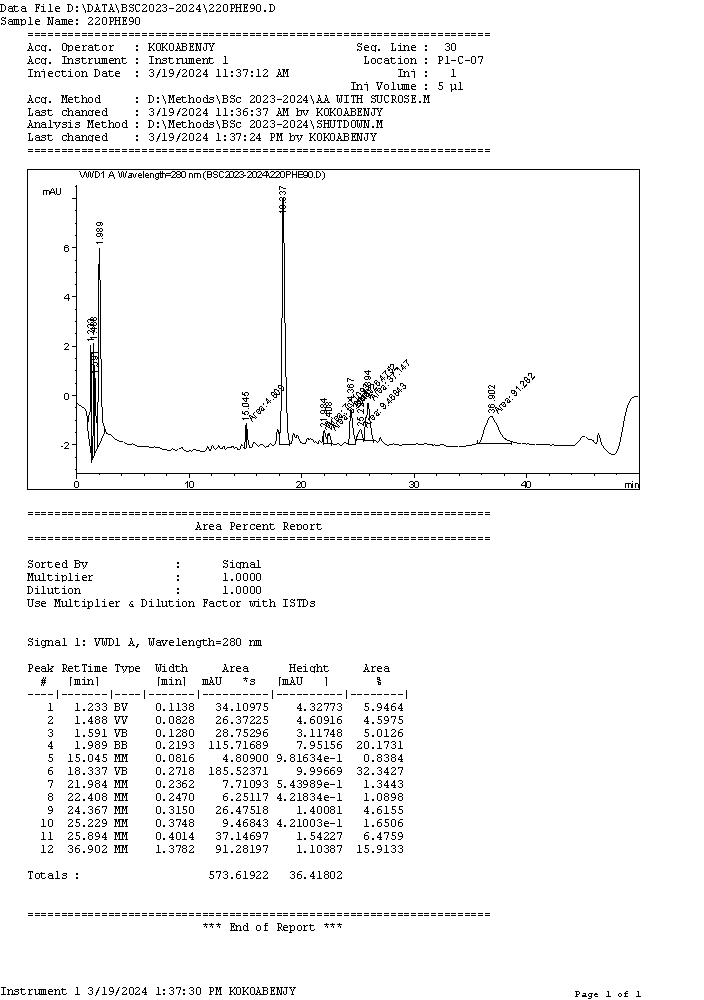 Data File D:\DATA\BSC2023-2024\220PHE90.D
Sample Name: 220PHE90
=====================================================================
Acq. Operator : KOKOABENJY Seq. Line : 30
Acq. Instrument : Instrument 1 Location : P1-C-07
Injection Date : 3/19/2024 11:37:12 AM Inj : 1
Inj Volume : 5 µl
Acq. Method : D:\Methods\BSc 2023-2024\AA WITH SUCROSE.M
Last changed : 3/19/2024 11:36:37 AM by KOKOABENJY
Analysis Method : D:\Methods\BSc 2023-2024\SHUTDOWN.M
Last changed : 3/19/2024 1:37:24 PM by KOKOABENJY
=====================================================================
VWD1 A, Wavelength=280 nm (BSC2023-2024\220PHE90.D)
mAU
6
4
2
0
-2
1.989
15.045
Area: 4.809
18.337
24.367
Area: 9.46843
Area: 37.147
36.902
Area: 91.282
0 10 20 30 40 min
=====================================================================
Area Percent Report
=====================================================================
Sorted By : Signal
Multiplier : 1.0000
Dilution : 1.0000
Use Multiplier & Dilution Factor with ISTDs
Signal 1: VWD1 A, Wavelength=280 nm
Peak RetTime Type Width Area Height Area
# [min] [min] mAU *s [mAU ] %
----|-------|----|-------|----------|----------|--------|
1 1.233 BV 0.1138 34.10975 4.32773 5.9464
2 1.488 VV 0.0828 26.37225 4.60916 4.5975
3 1.591 VB 0.1280 28.75296 3.11748 5.0126
4 1.989 BB 0.2193 115.71689 7.95156 20.1731
5 15.045 MM 0.0816 4.80900 9.81634e-1 0.8384
6 18.337 VB 0.2718 185.52371 9.99669 32.3427
7 21.984 MM 0.2362 7.71093 5.43989e-1 1.3443
8 22.408 MM 0.2470 6.25117 4.21834e-1 1.0898
9 24.367 MM 0.3150 26.47518 1.40081 4.6155
10 25.229 MM 0.3748 9.46843 4.21003e-1 1.6506
11 25.894 MM 0.4014 37.14697 1.54227 6.4759
12 36.902 MM 1.3782 91.28197 1.10387 15.9133
Totals : 573.61922 36.41802
=====================================================================
*** End of Report ***
Instrument 1 3/19/2024 1:37:30 PM KOKOABENJY Page 1 of 1